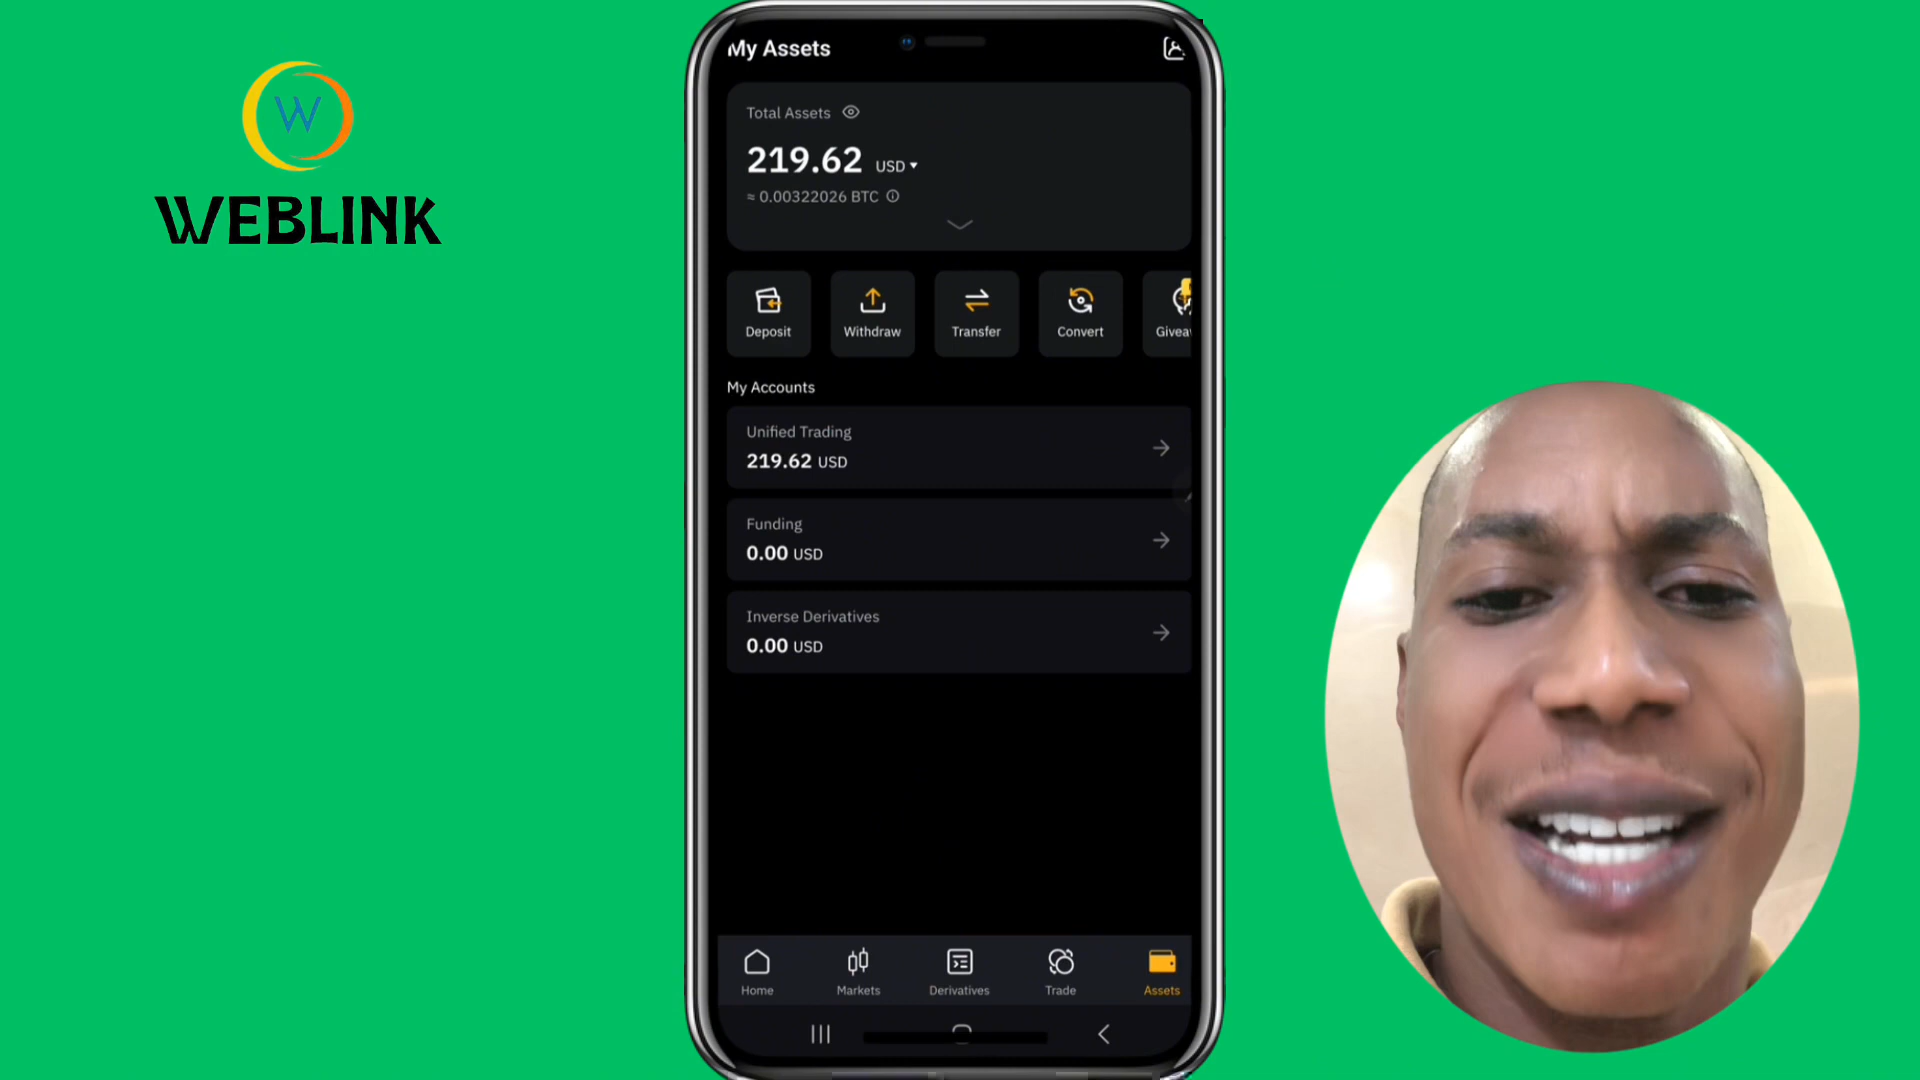 W
WEBLINK
My Assets
Total Assets
219.62 USD
≈ 0.00322026 BTC
Deposit
Withdraw
Transfer
Convert
Giveaw
My Accounts
Unified Trading
219.62 USD
Funding
0.00 USD
Inverse Derivatives
0.00 USD
Home
Markets
Derivatives
Trade
Assets